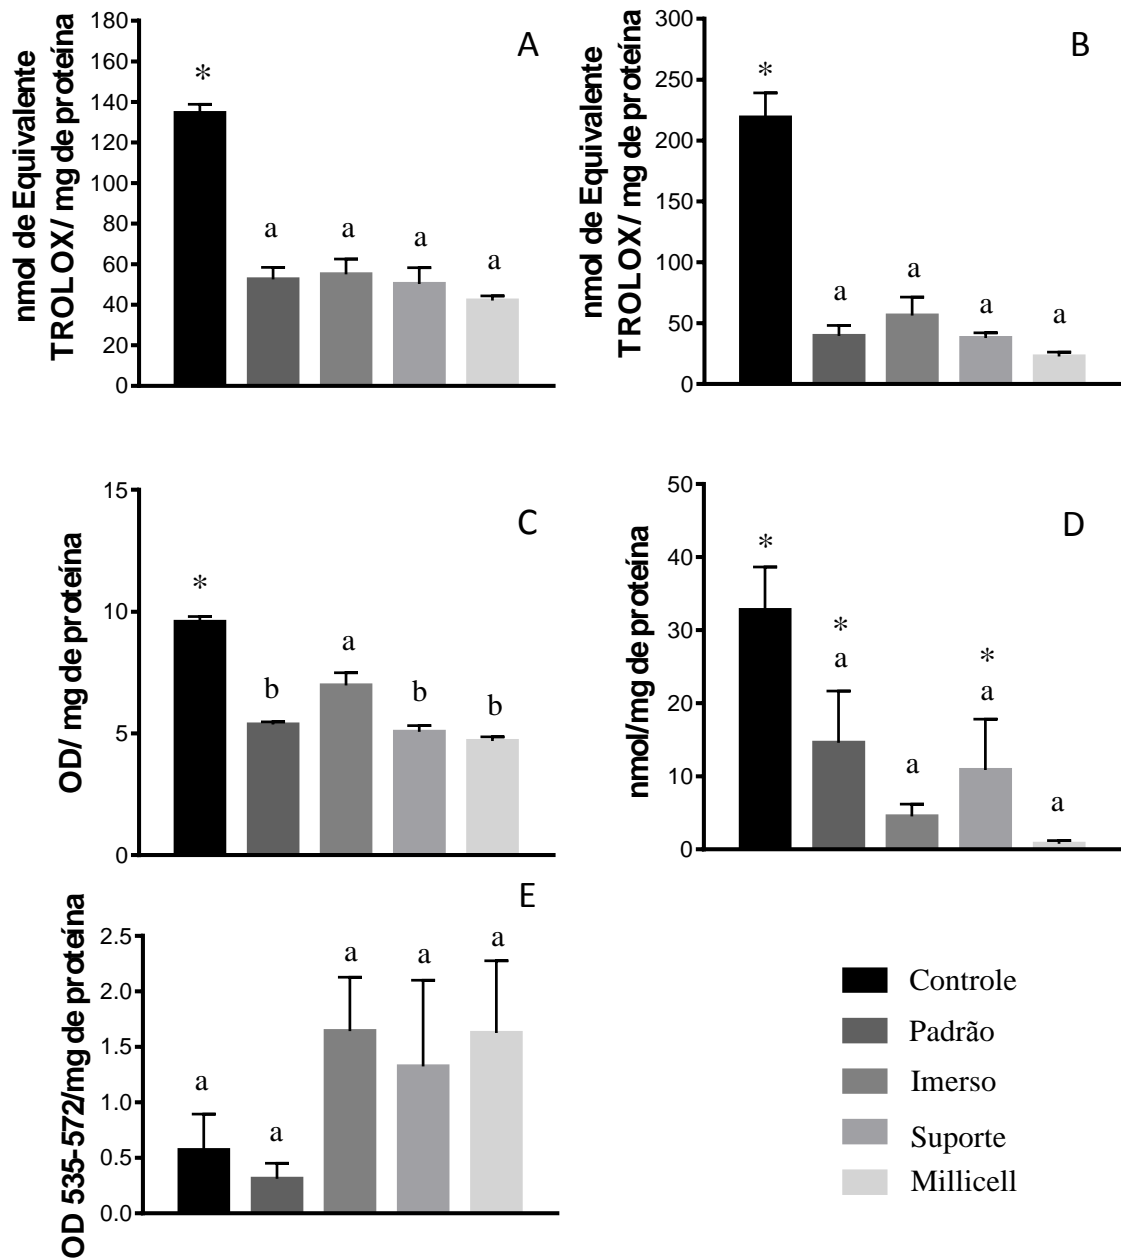 A
nmol de Equivalente
TROLOX/ mg de proteína
180
160
140
120
100
80
60
40
20
0
*
a
a
a
a
B
nmol de Equivalente
TROLOX/ mg de proteína
300
250
200
150
100
50
0
*
a
a
a
a
C
OD/ mg de proteína
15
10
5
0
*
b
a
b
b
D
nmol/mg de proteína
50
40
30
20
10
0
*
*
a
a
*
a
a
E
OD 535-572/mg de proteína
2.5
2.0
1.5
1.0
0.5
0.0
a
a
a
a
a
Controle
Padrão
Imerso
Suporte
Millicell